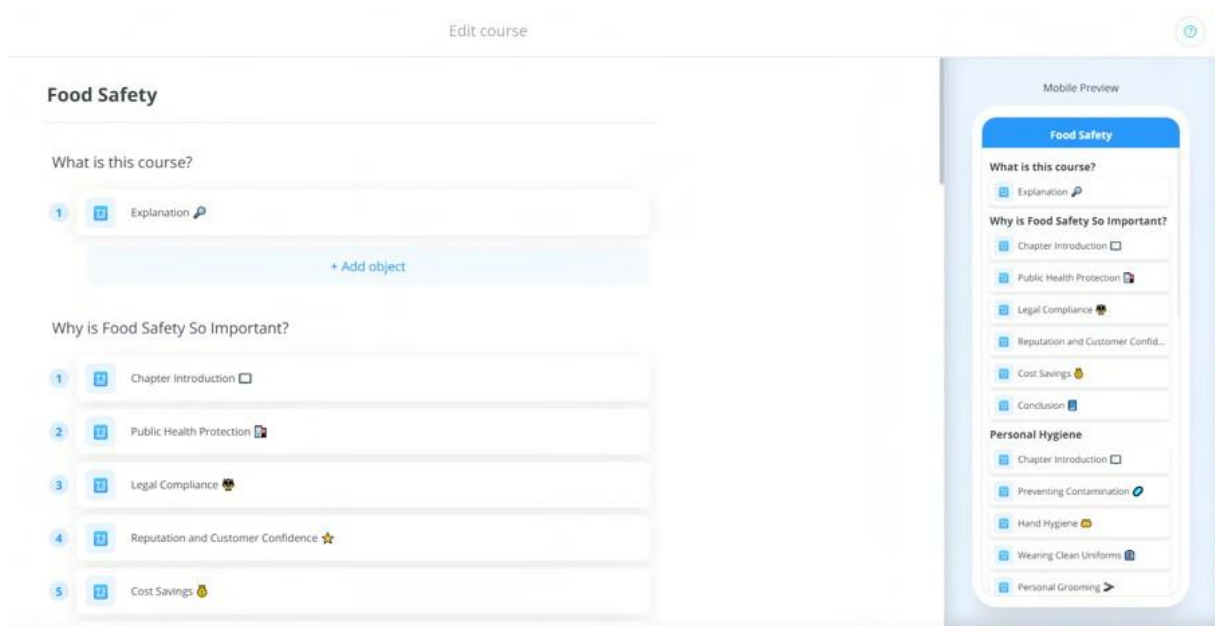 Edit course
Food Safety
What is this course?
1 Explanation 🔎
+ Add object
Why is Food Safety So Important?
1 Chapter Introduction
2 Public Health Protection
3 Legal Compliance
4 Reputation and Customer Confidence ⭐
5 Cost Savings 💰
Mobile Preview
Food Safety
What is this course?
Explanation 🔎
Why is Food Safety So Important?
Chapter Introduction
Public Health Protection
Legal Compliance
Reputation and Customer Confid...
Cost Savings 💰
Conclusion 📘
Personal Hygiene
Chapter Introduction
Preventing Contamination
Hand Hygiene
Wearing Clean Uniforms
Personal Grooming